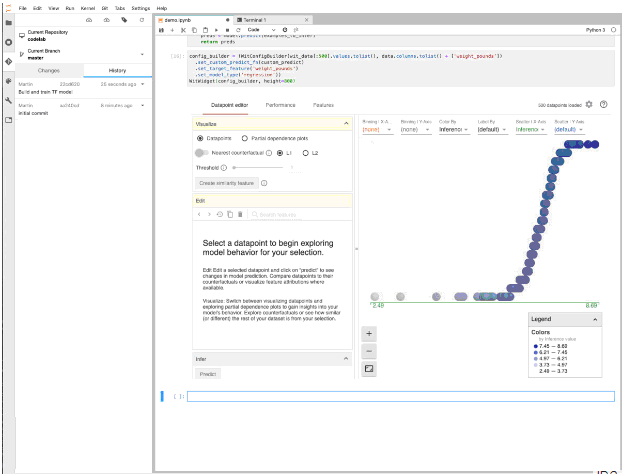 File Edit View Run Kernel Git Tabs Settings Help
Current Repository
codelab
Current Branch
master
Changes History
Martin 28 seconds ago
Build and train TF model
Martin 8 minutes ago
Initial commit
demo.ipynb
Terminal 1
Code
Python 3
return preds
config_builder = (WitConfigBuilder(wit_data[:500].values.tolist(), data.columns.tolist() + ['weight_pounds'])
.set_custom_predict_fn(custom_predict)
.set_target_feature('weight_pounds')
.set_model_type('regression'))
WitWidget(config_builder, height=800)
Datapoint editor Performance Features
500 datapoints loaded
Visualize
Datapoints Partial dependence plots
Nearest counterfactual L1 L2
Threshold
Create similarity feature
Edit
Search features
Select a datapoint to begin exploring
model behavior for your selection.
Edit Edit a selected datapoint and click on "predict" to see
changes in model prediction. Compare datapoints to their
counterfactuals or visualize feature attributions where
available.
Visualize: Switch between visualizing datapoints and
exploring partial dependence plots to gain insights into your
model's behavior. Explore counterfactuals or see how similar
(or different) the rest of your dataset is from your selection.
Infer
Predict
Binning | X-A... Binning | Y-Axis Color By Label By Scatter | X-Axis Scatter | Y-Axis
(none) (none) Inference (default) Inference (default)
2.49 8.69
Legend
Colors
by Inference value
7.45 – 8.69
6.21 – 7.45
4.97 – 6.21
3.73 – 4.97
2.49 – 3.73
[ ]: